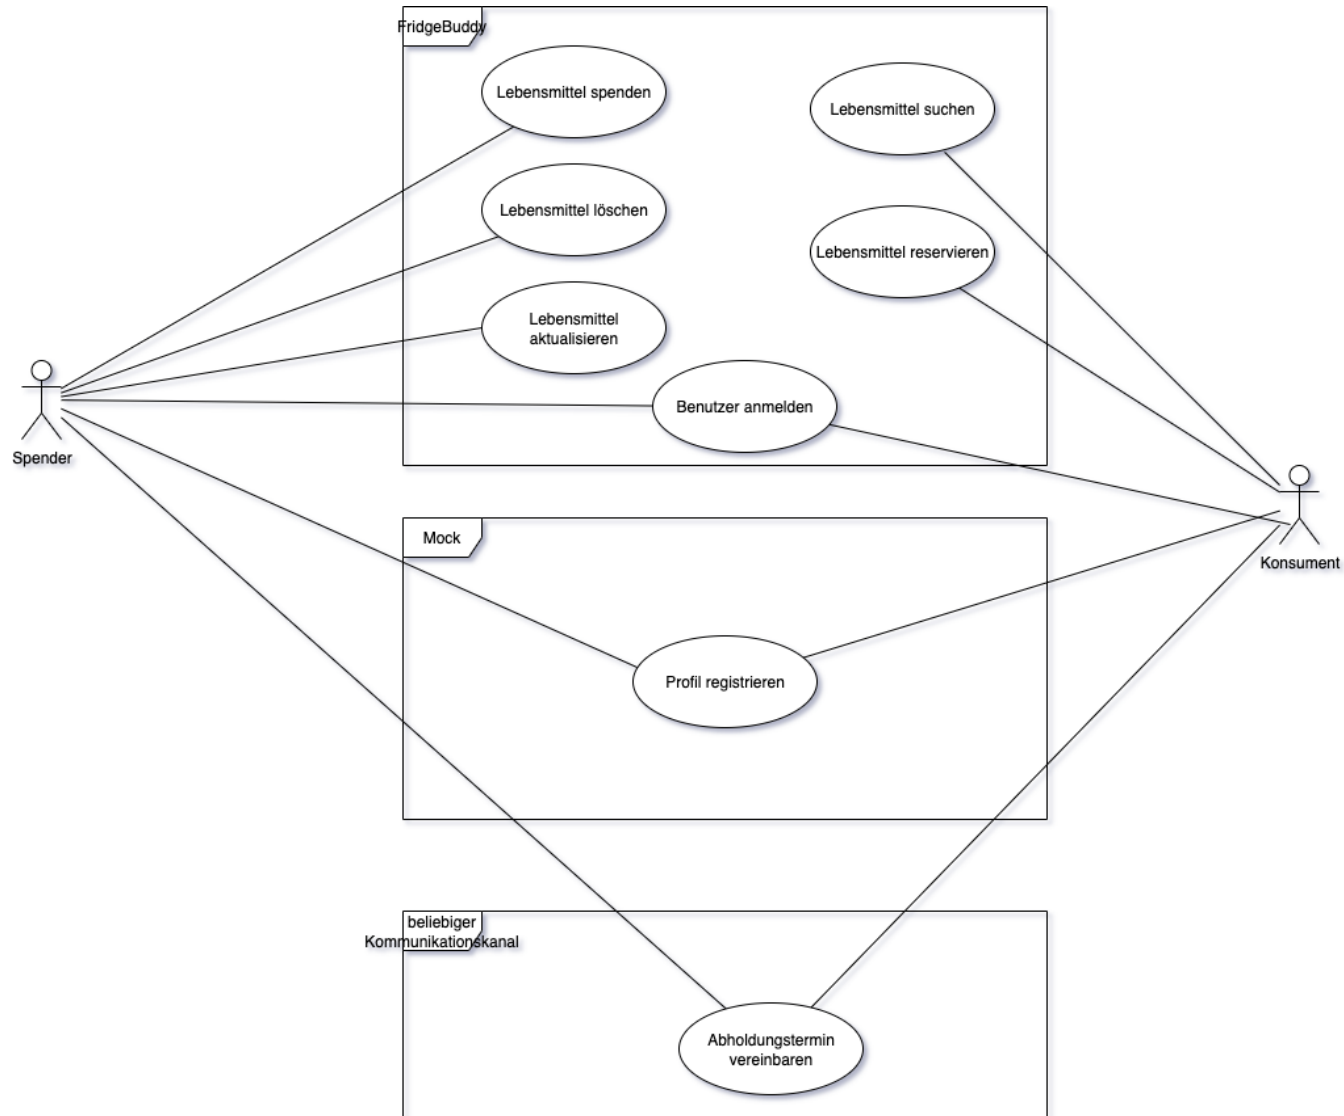 FridgeBuddy
Lebensmittel spenden
Lebensmittel suchen
Lebensmittel löschen
Lebensmittel reservieren
Lebensmittel
aktualisieren
Benutzer anmelden
Spender
Konsument
Mock
Profil registrieren
beliebiger
Kommunikationskanal
Abholdungstermin
vereinbaren